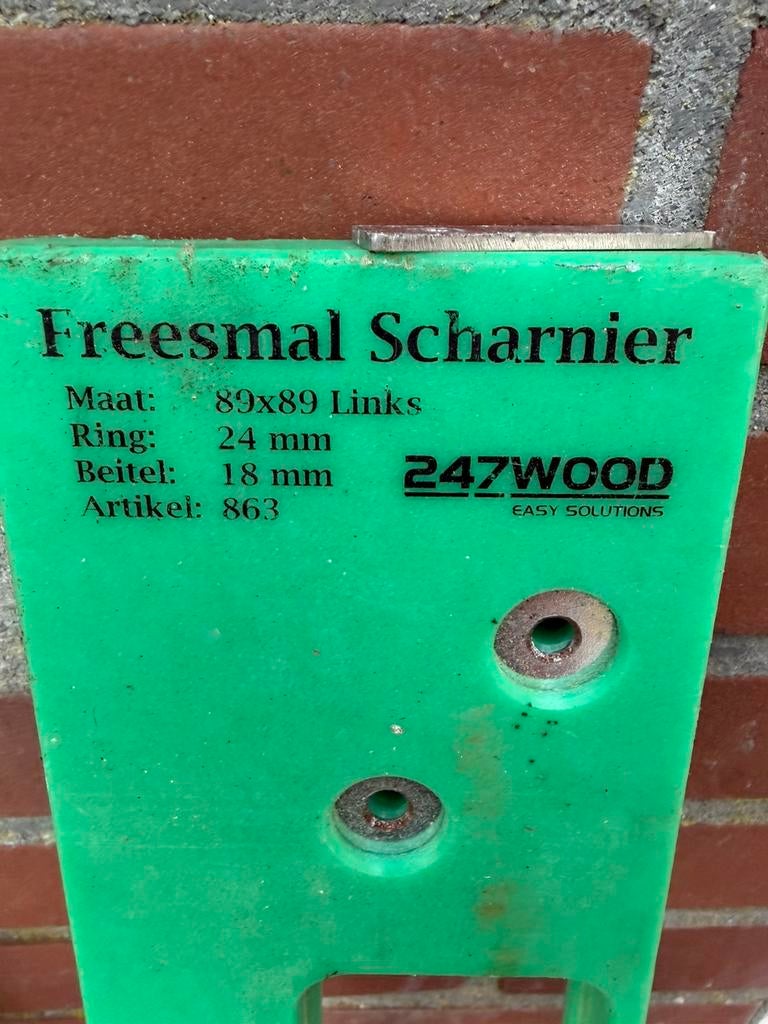 Freesmal Scharnier
Maat: 89x89 Links
Ring: 24 mm
Beitel: 18 mm
Artikel: 863
247WOOD
EASY SOLUTIONS